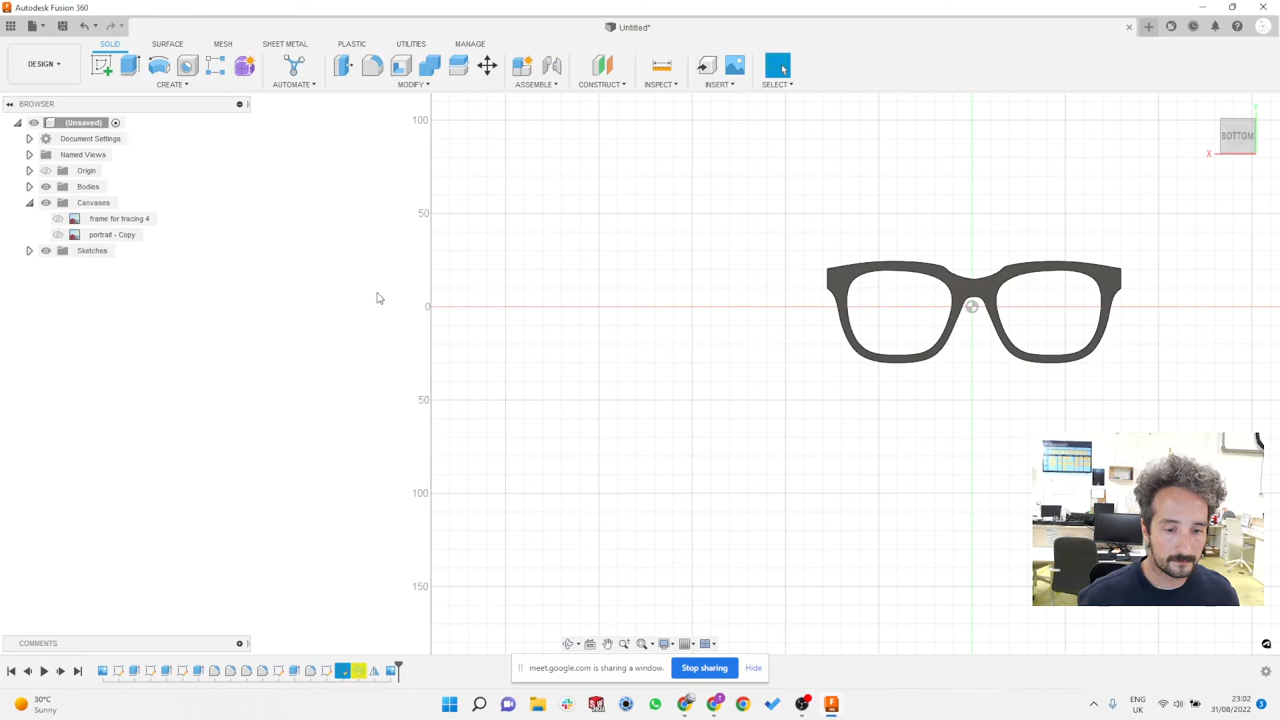 Autodesk Fusion 360
Untitled*
SOLID SURFACE MESH SHEET METAL PLASTIC UTILITIES MANAGE
DESIGN
CREATE AUTOMATE MODIFY ASSEMBLE CONSTRUCT INSPECT INSERT SELECT
BROWSER
(Unsaved)
Document Settings
Named Views
Origin
Bodies
Canvases
frame for tracing 4
portrait - Copy
Sketches
100
50
0
50
100
150
BOTTOM
X
Y
COMMENTS
meet.google.com is sharing a window.
Stop sharing
Hide
30°C
Sunny
ENG
UK
23:02
31/08/2022
3